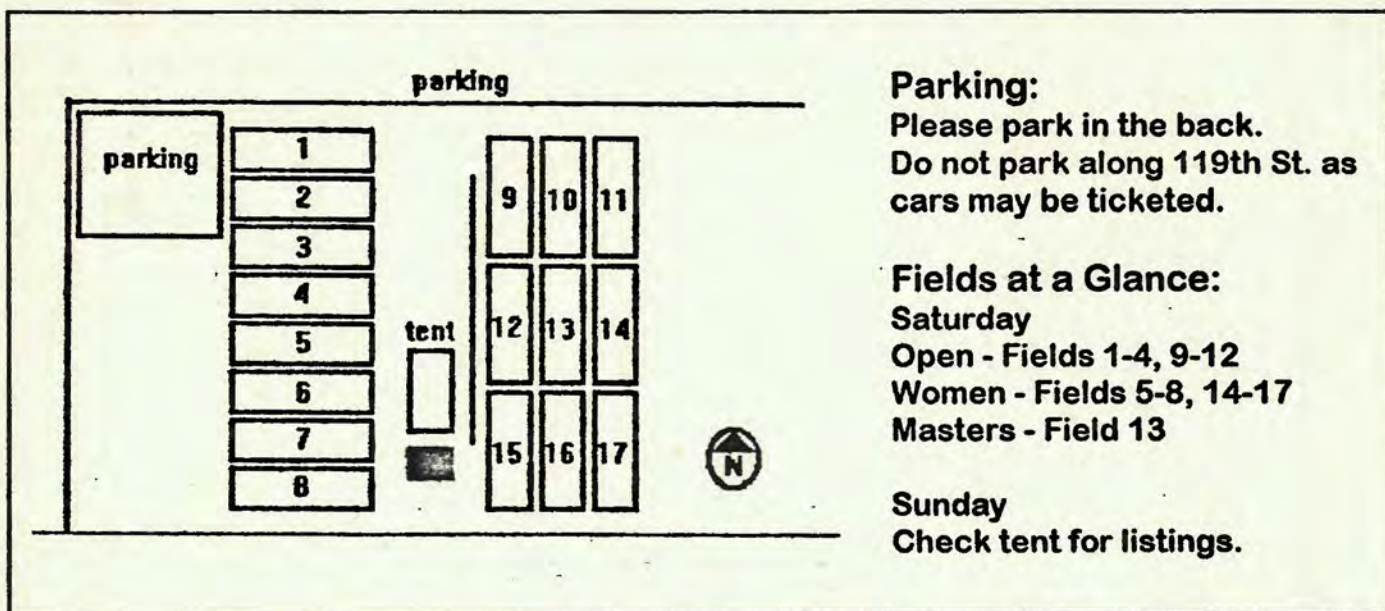 parking
parking
1
2
3
4
5
6
7
8
tent
9 10 11
12 13 14
15 16 17
N
Parking:
Please park in the back.
Do not park along 119th St. as
cars may be ticketed.
Fields at a Glance:
Saturday
Open - Fields 1-4, 9-12
Women - Fields 5-8, 14-17
Masters - Field 13
Sunday
Check tent for listings.